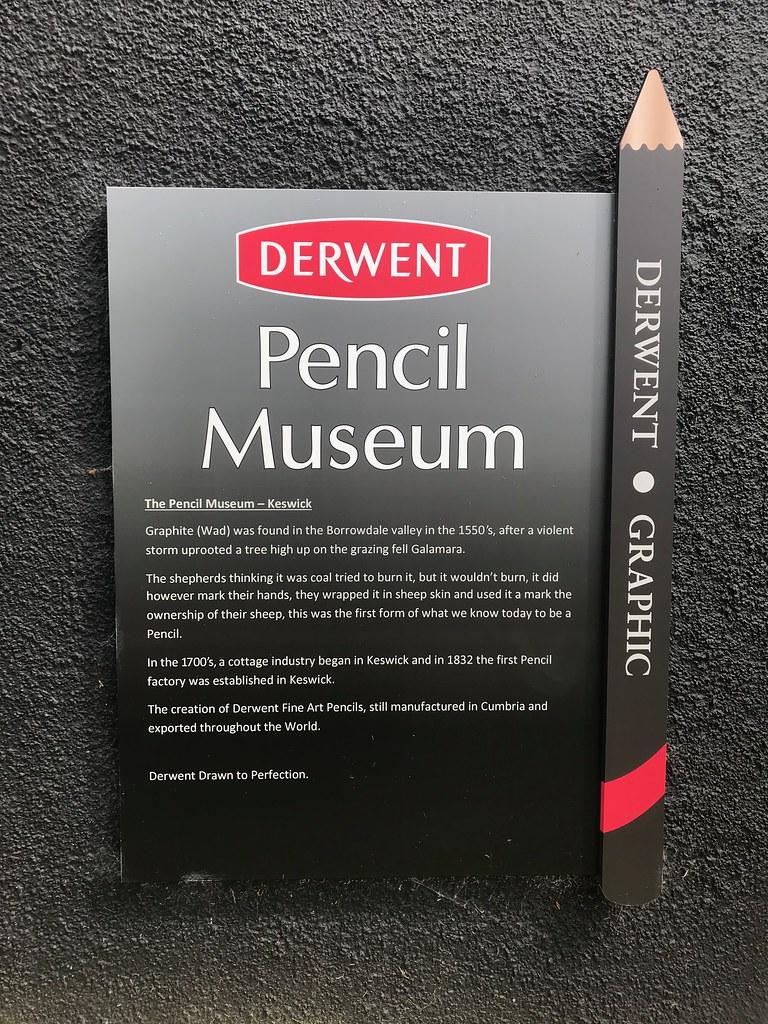 DERWENT
Pencil
Museum
The Pencil Museum – Keswick
Graphite (Wad) was found in the Borrowdale valley in the 1550's, after a violent
storm uprooted a tree high up on the grazing fell Galamara.
The shepherds thinking it was coal tried to burn it, but it wouldn't burn, it did
however mark their hands, they wrapped it in sheep skin and used it a mark the
ownership of their sheep, this was the first form of what we know today to be a
Pencil.
In the 1700's, a cottage industry began in Keswick and in 1832 the first Pencil
factory was established in Keswick.
The creation of Derwent Fine Art Pencils, still manufactured in Cumbria and
exported throughout the World.
Derwent Drawn to Perfection.
DERWENT ● GRAPHIC